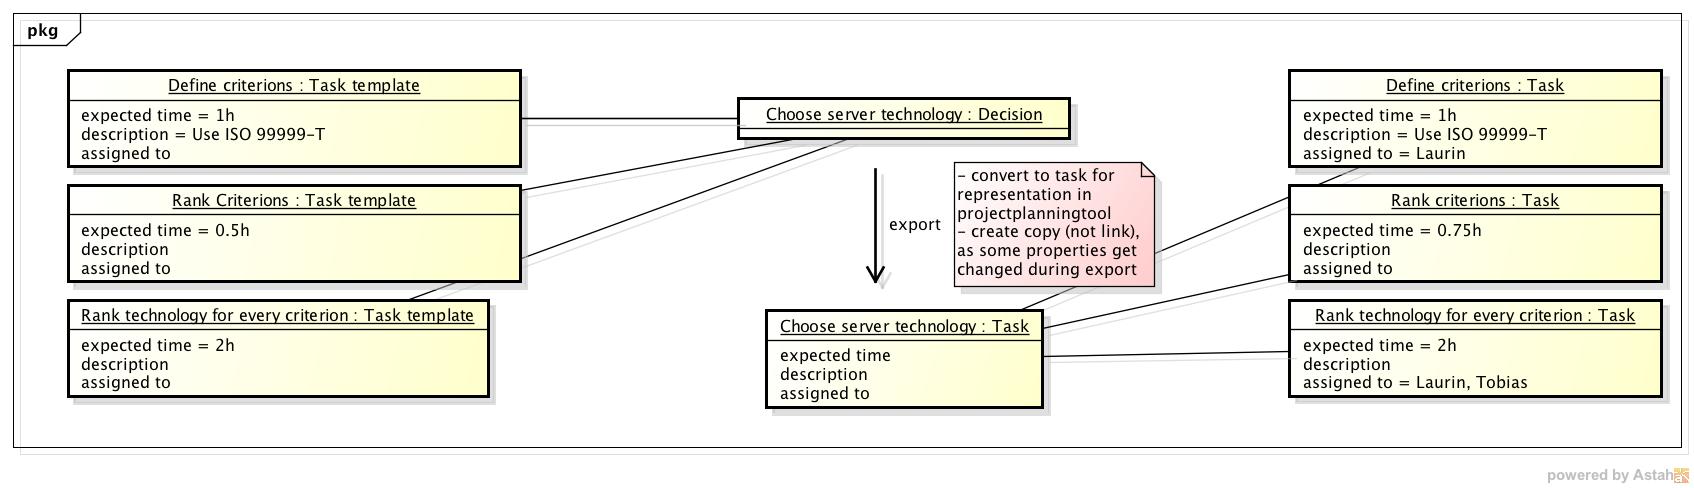 pkg
Define criterions : Task template
expected time = 1h
description = Use ISO 99999-T
assigned to
Rank Criterions : Task template
expected time = 0.5h
description
assigned to
Rank technology for every criterion : Task template
expected time = 2h
description
assigned to
Choose server technology : Decision
export
- convert to task for
representation in
projectplanningtool
- create copy (not link),
as some properties get
changed during export
Choose server technology : Task
expected time
description
assigned to
Define criterions : Task
expected time = 1h
description = Use ISO 99999-T
assigned to = Laurin
Rank criterions : Task
expected time = 0.75h
description
assigned to
Rank technology for every criterion : Task
expected time = 2h
description
assigned to = Laurin, Tobias
powered by Astah